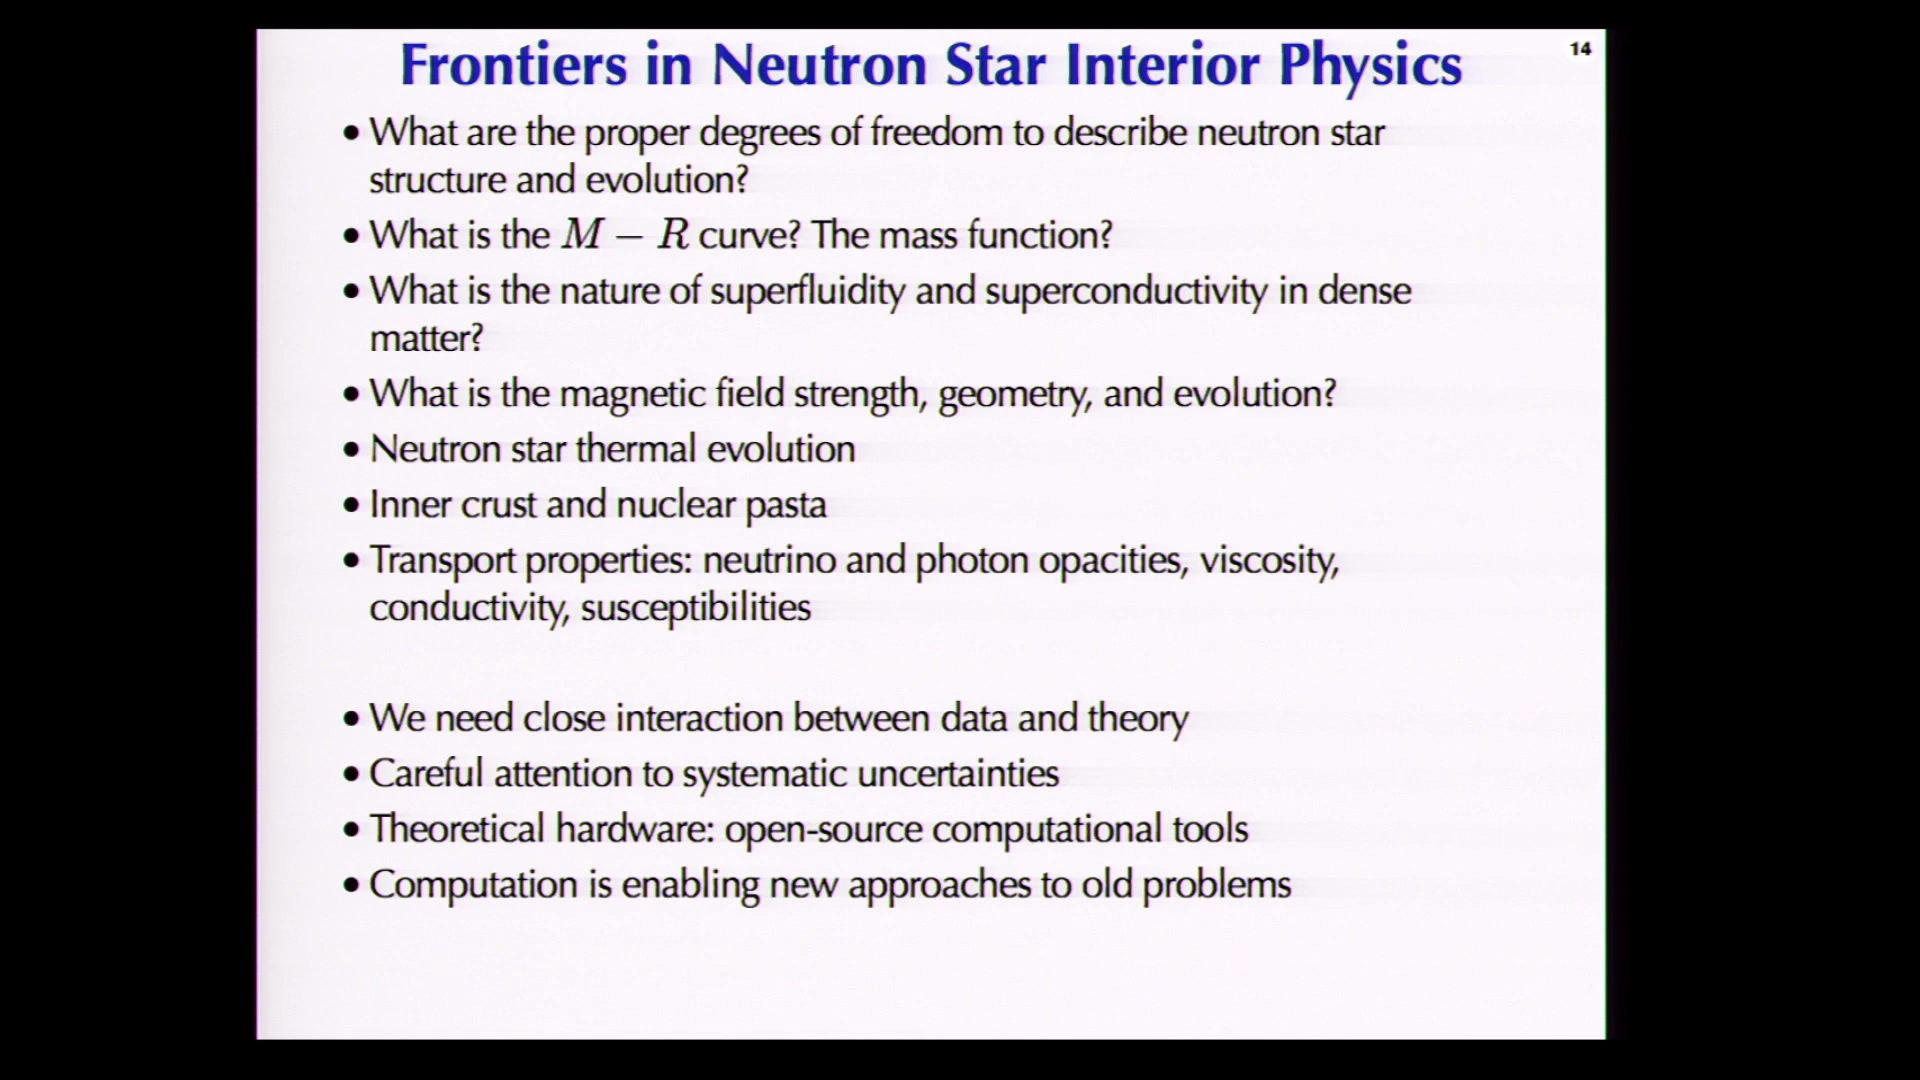 Frontiers in Neutron Star Interior Physics
14
• What are the proper degrees of freedom to describe neutron star
structure and evolution?
• What is the M − R curve? The mass function?
• What is the nature of superfluidity and superconductivity in dense
matter?
• What is the magnetic field strength, geometry, and evolution?
• Neutron star thermal evolution
• Inner crust and nuclear pasta
• Transport properties: neutrino and photon opacities, viscosity,
conductivity, susceptibilities
• We need close interaction between data and theory
• Careful attention to systematic uncertainties
• Theoretical hardware: open-source computational tools
• Computation is enabling new approaches to old problems